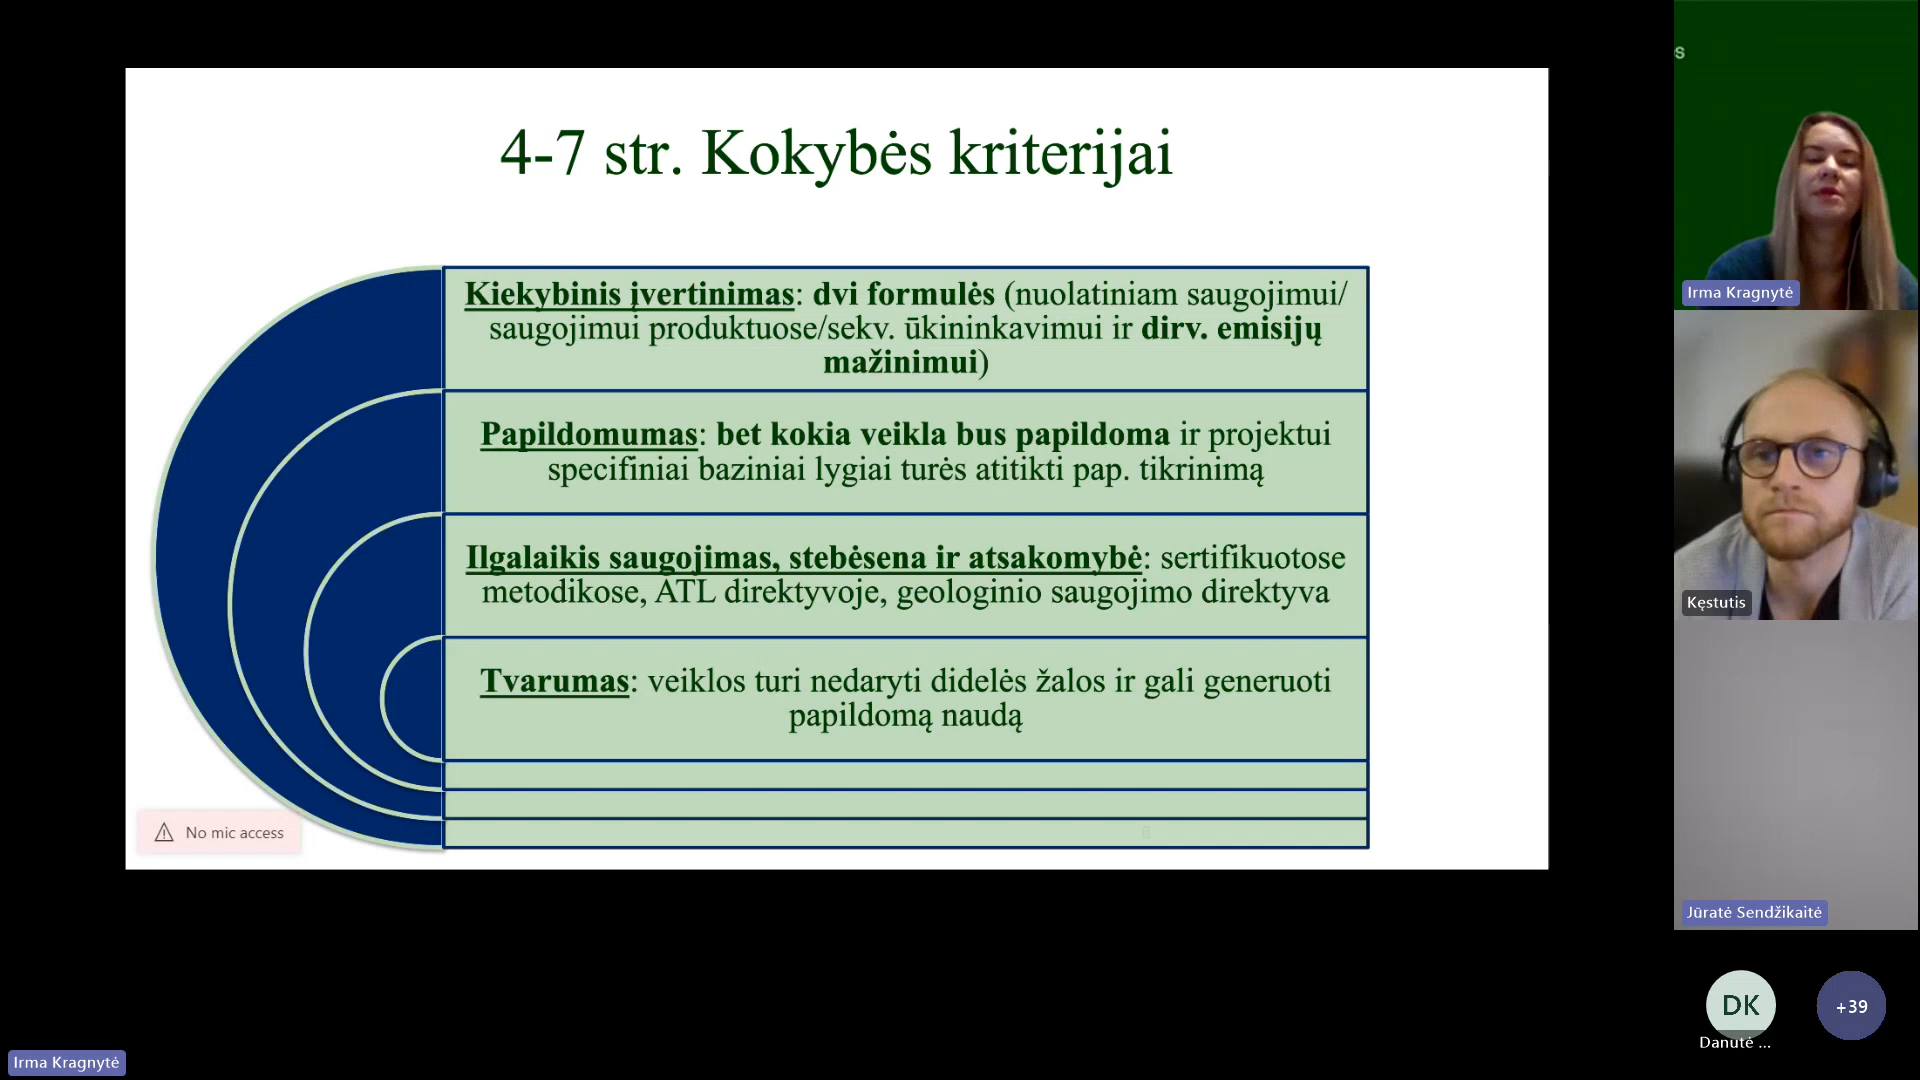 4-7 str. Kokybės kriterijai
Kiekybinis įvertinimas: dvi formulės (nuolatiniam saugojimui/
saugojimui produktuose/sekv. ūkininkavimui ir dirv. emisijų
mažinimui)
Papildomumas: bet kokia veikla bus papildoma ir projektui
specifiniai baziniai lygiai turės atitikti pap. tikrinimą
Ilgalaikis saugojimas, stebėsena ir atsakomybė: sertifikuotose
metodikose, ATL direktyvoje, geologinio saugojimo direktyva
Tvarumas: veiklos turi nedaryti didelės žalos ir gali generuoti
papildomą naudą
No mic access
s
Irma Kragnytė
Kęstutis
Jūratė Sendžikaitė
DK
Danutė ...
+39
Irma Kragnytė